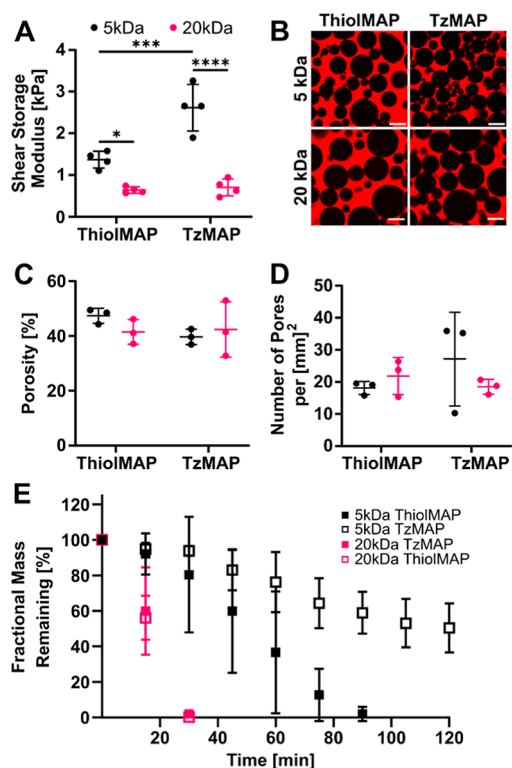 A
5kDa 20kDa
***
****
*
Shear Storage
Modulus [kPa]
4
3
2
1
0
ThiolMAP TzMAP
B
ThiolMAP TzMAP
5 kDa
20 kDa
C
Porosity [%]
60
40
20
0
ThiolMAP TzMAP
D
Number of Pores
per [mm]²
50
40
30
20
10
0
ThiolMAP TzMAP
E
Fractional Mass
Remaining [%]
120
100
80
60
40
20
0
5kDa ThiolMAP
5kDa TzMAP
20kDa TzMAP
20kDa ThiolMAP
20 40 60 80 100 120
Time [min]